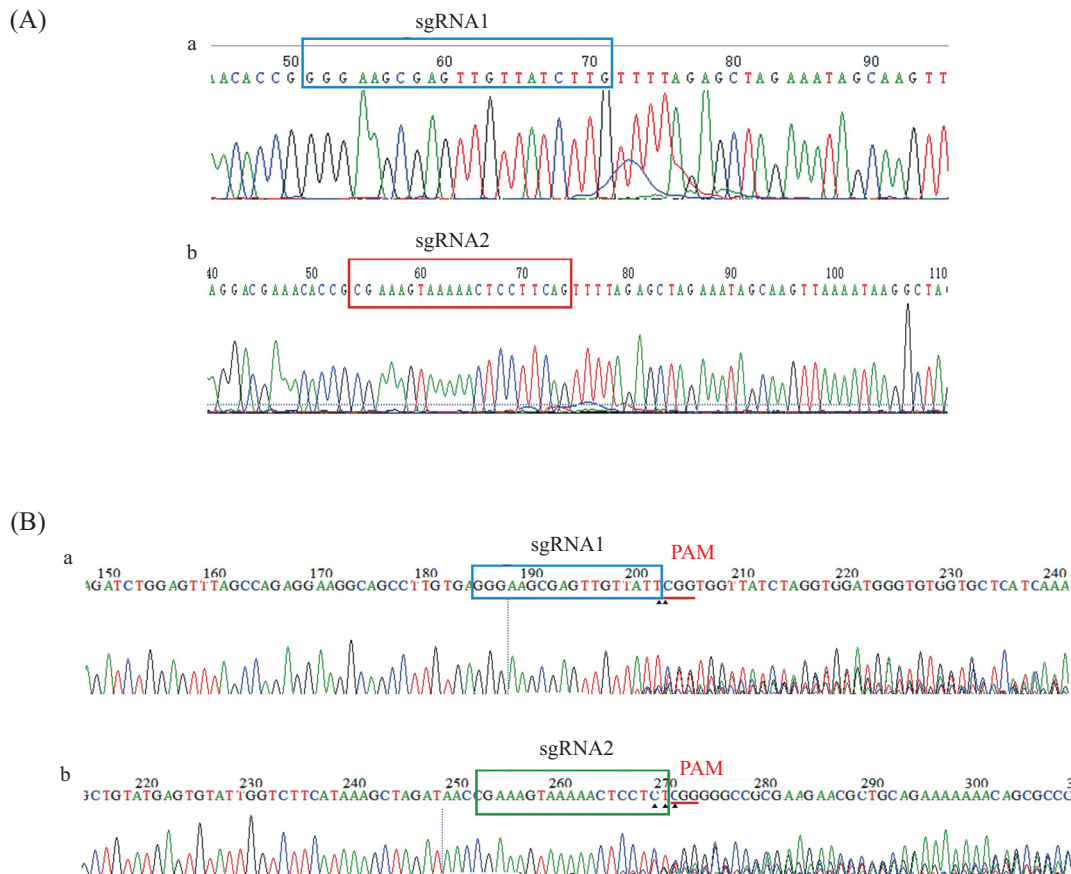 (A)
sgRNA1
a
50 60 70 80 90
AACACCGGGGAAGCGAGTTGTTATCTTGTTTTAGAGCTAGAAATAGCAAGTT
sgRNA2
b
40 50 60 70 80 90 100 110
AGGACGAAACACCGCGAAAGTAAAAACTCCTTCAGTTTTAGAGCTAGAAATAGCAAGTTAAAATAAGGCTA
(B)
sgRNA1 PAM
a
150 160 170 180 190 200 210 220 230 240
AGATCTGGAGTTTAGCCAGAGGAAGGCAGCCTTGTGAGGGAAGCGAGTTGTTATTCGGTGGTTATCTAGGTGGATGGGTGTGGTGCTCATCAAA
sgRNA2 PAM
b
220 230 240 250 260 270 280 290 300
GCTGTATGAGTGTATTGGTCTTCATAAAGCTAGATAACCGAAAGTAAAAACTCCTCTCGGGGGCCGCGAAGAACGCTGCAGAAAAAAACAGCGCCC